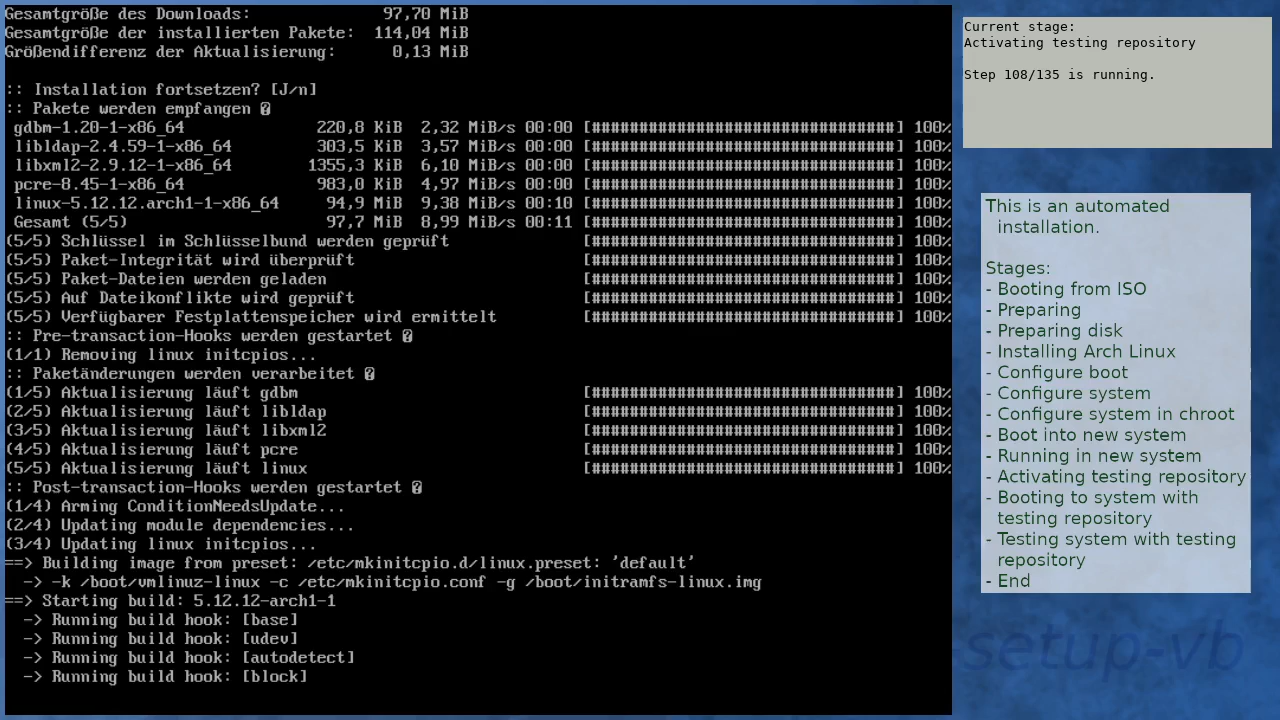 Gesamtgröße des Downloads:              97,70 MiB
Gesamtgröße der installierten Pakete:  114,04 MiB
Größendifferenz der Aktualisierung:      0,13 MiB
:: Installation fortsetzen? [J/n]
:: Pakete werden empfangen �
gdbm-1.20-1-x86_64              220,8 KiB  2,32 MiB/s 00:00 [################################] 100%
libldap-2.4.59-1-x86_64         303,5 KiB  3,57 MiB/s 00:00 [################################] 100%
libxml2-2.9.12-1-x86_64        1355,3 KiB  6,10 MiB/s 00:00 [################################] 100%
pcre-8.45-1-x86_64              983,0 KiB  4,97 MiB/s 00:00 [################################] 100%
linux-5.12.12.arch1-1-x86_64     94,9 MiB  9,38 MiB/s 00:10 [################################] 100%
Gesamt (5/5)                     97,7 MiB  8,99 MiB/s 00:11 [################################] 100%
(5/5) Schlüssel im Schlüsselbund werden geprüft              [################################] 100%
(5/5) Paket-Integrität wird überprüft                        [################################] 100%
(5/5) Paket-Dateien werden geladen                           [################################] 100%
(5/5) Auf Dateikonflikte wird geprüft                        [################################] 100%
(5/5) Verfügbarer Festplattenspeicher wird ermittelt         [################################] 100%
:: Pre-transaction-Hooks werden gestartet �
(1/1) Removing linux initcpios...
:: Paketänderungen werden verarbeitet �
(1/5) Aktualisierung läuft gdbm                              [################################] 100%
(2/5) Aktualisierung läuft libldap                           [################################] 100%
(3/5) Aktualisierung läuft libxml2                           [################################] 100%
(4/5) Aktualisierung läuft pcre                              [################################] 100%
(5/5) Aktualisierung läuft linux                             [################################] 100%
:: Post-transaction-Hooks werden gestartet �
(1/4) Arming ConditionNeedsUpdate...
(2/4) Updating module dependencies...
(3/4) Updating linux initcpios...
==> Building image from preset: /etc/mkinitcpio.d/linux.preset: 'default'
-> -k /boot/vmlinuz-linux -c /etc/mkinitcpio.conf -g /boot/initramfs-linux.img
==> Starting build: 5.12.12-arch1-1
-> Running build hook: [base]
-> Running build hook: [udev]
-> Running build hook: [autodetect]
-> Running build hook: [block]
Current stage:
Activating testing repository
Step 108/135 is running.
This is an automated
installation.
Stages:
- Booting from ISO
- Preparing
- Preparing disk
- Installing Arch Linux
- Configure boot
- Configure system
- Configure system in chroot
- Boot into new system
- Running in new system
- Activating testing repository
- Booting to system with
testing repository
- Testing system with testing
repository
- End
-setup-vb